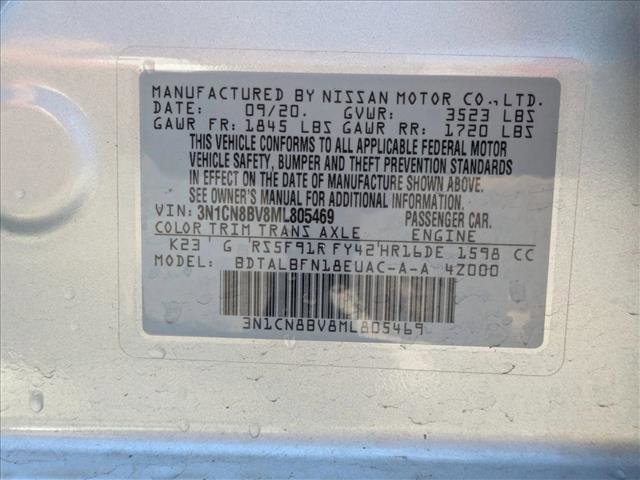 MANUFACTURED BY NISSAN MOTOR CO., LTD.
DATE: 09/20. GVWR: 3523 LBS
GAWR FR: 1845 LBS GAWR RR: 1720 LBS
THIS VEHICLE CONFORMS TO ALL APPLICABLE FEDERAL MOTOR
VEHICLE SAFETY, BUMPER AND THEFT PREVENTION STANDARDS
IN EFFECT ON THE DATE OF MANUFACTURE SHOWN ABOVE.
SEE OWNER'S MANUAL FOR ADDITIONAL INFORMATION.
VIN: 3N1CN8BV8ML805469 PASSENGER CAR.
COLOR TRIM TRANS AXLE ENGINE
K23 G RS5F91R FY42 HR16DE 1598 CC
MODEL: BDTALBFN18EUAC-A-A 4Z000
3N1CN8BV8ML805469